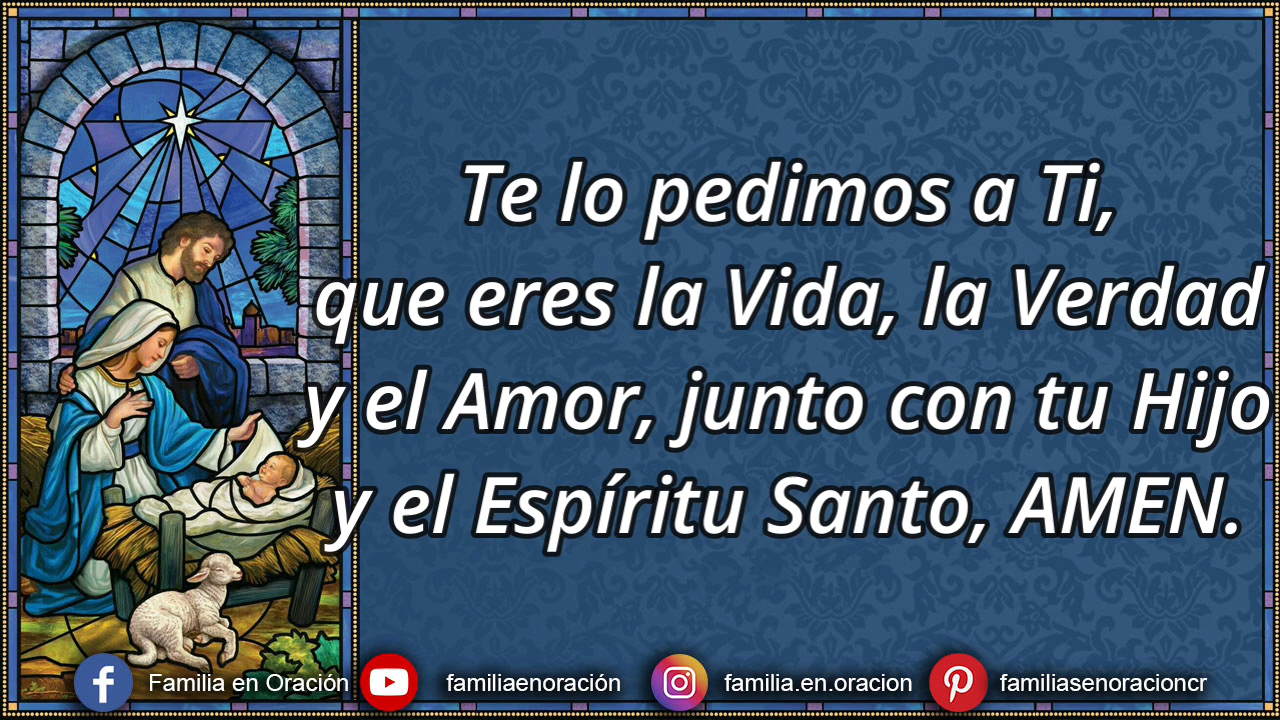 Te lo pedimos a Ti,
que eres la Vida, la Verdad
y el Amor, junto con tu Hijo
y el Espíritu Santo, AMEN.
Familia en Oración familiaenoración familia.en.oracion familiasenoracioncr